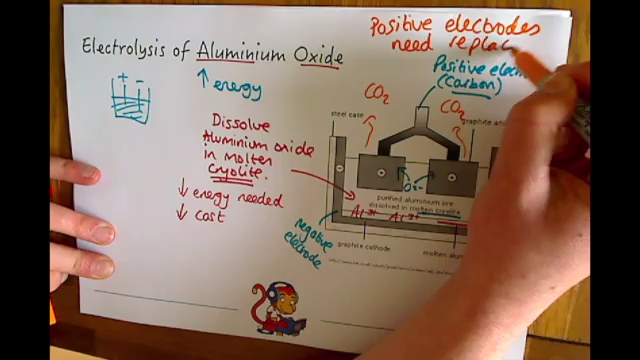 Positive electrodes
need replac
Electrolysis of Aluminium Oxide
Positive elec
(Carbon)
+ -
↑ energy
CO2
CO2
steel case
graphite an
Dissolve
Aluminium oxide
in molten
Cryolite.
↓ energy needed
↓ cost
+
+
O2-
purified aluminium ore
dissolved in molten cryolite
Al3+ Al3+
negative
electrode
graphite cathode
molten alum